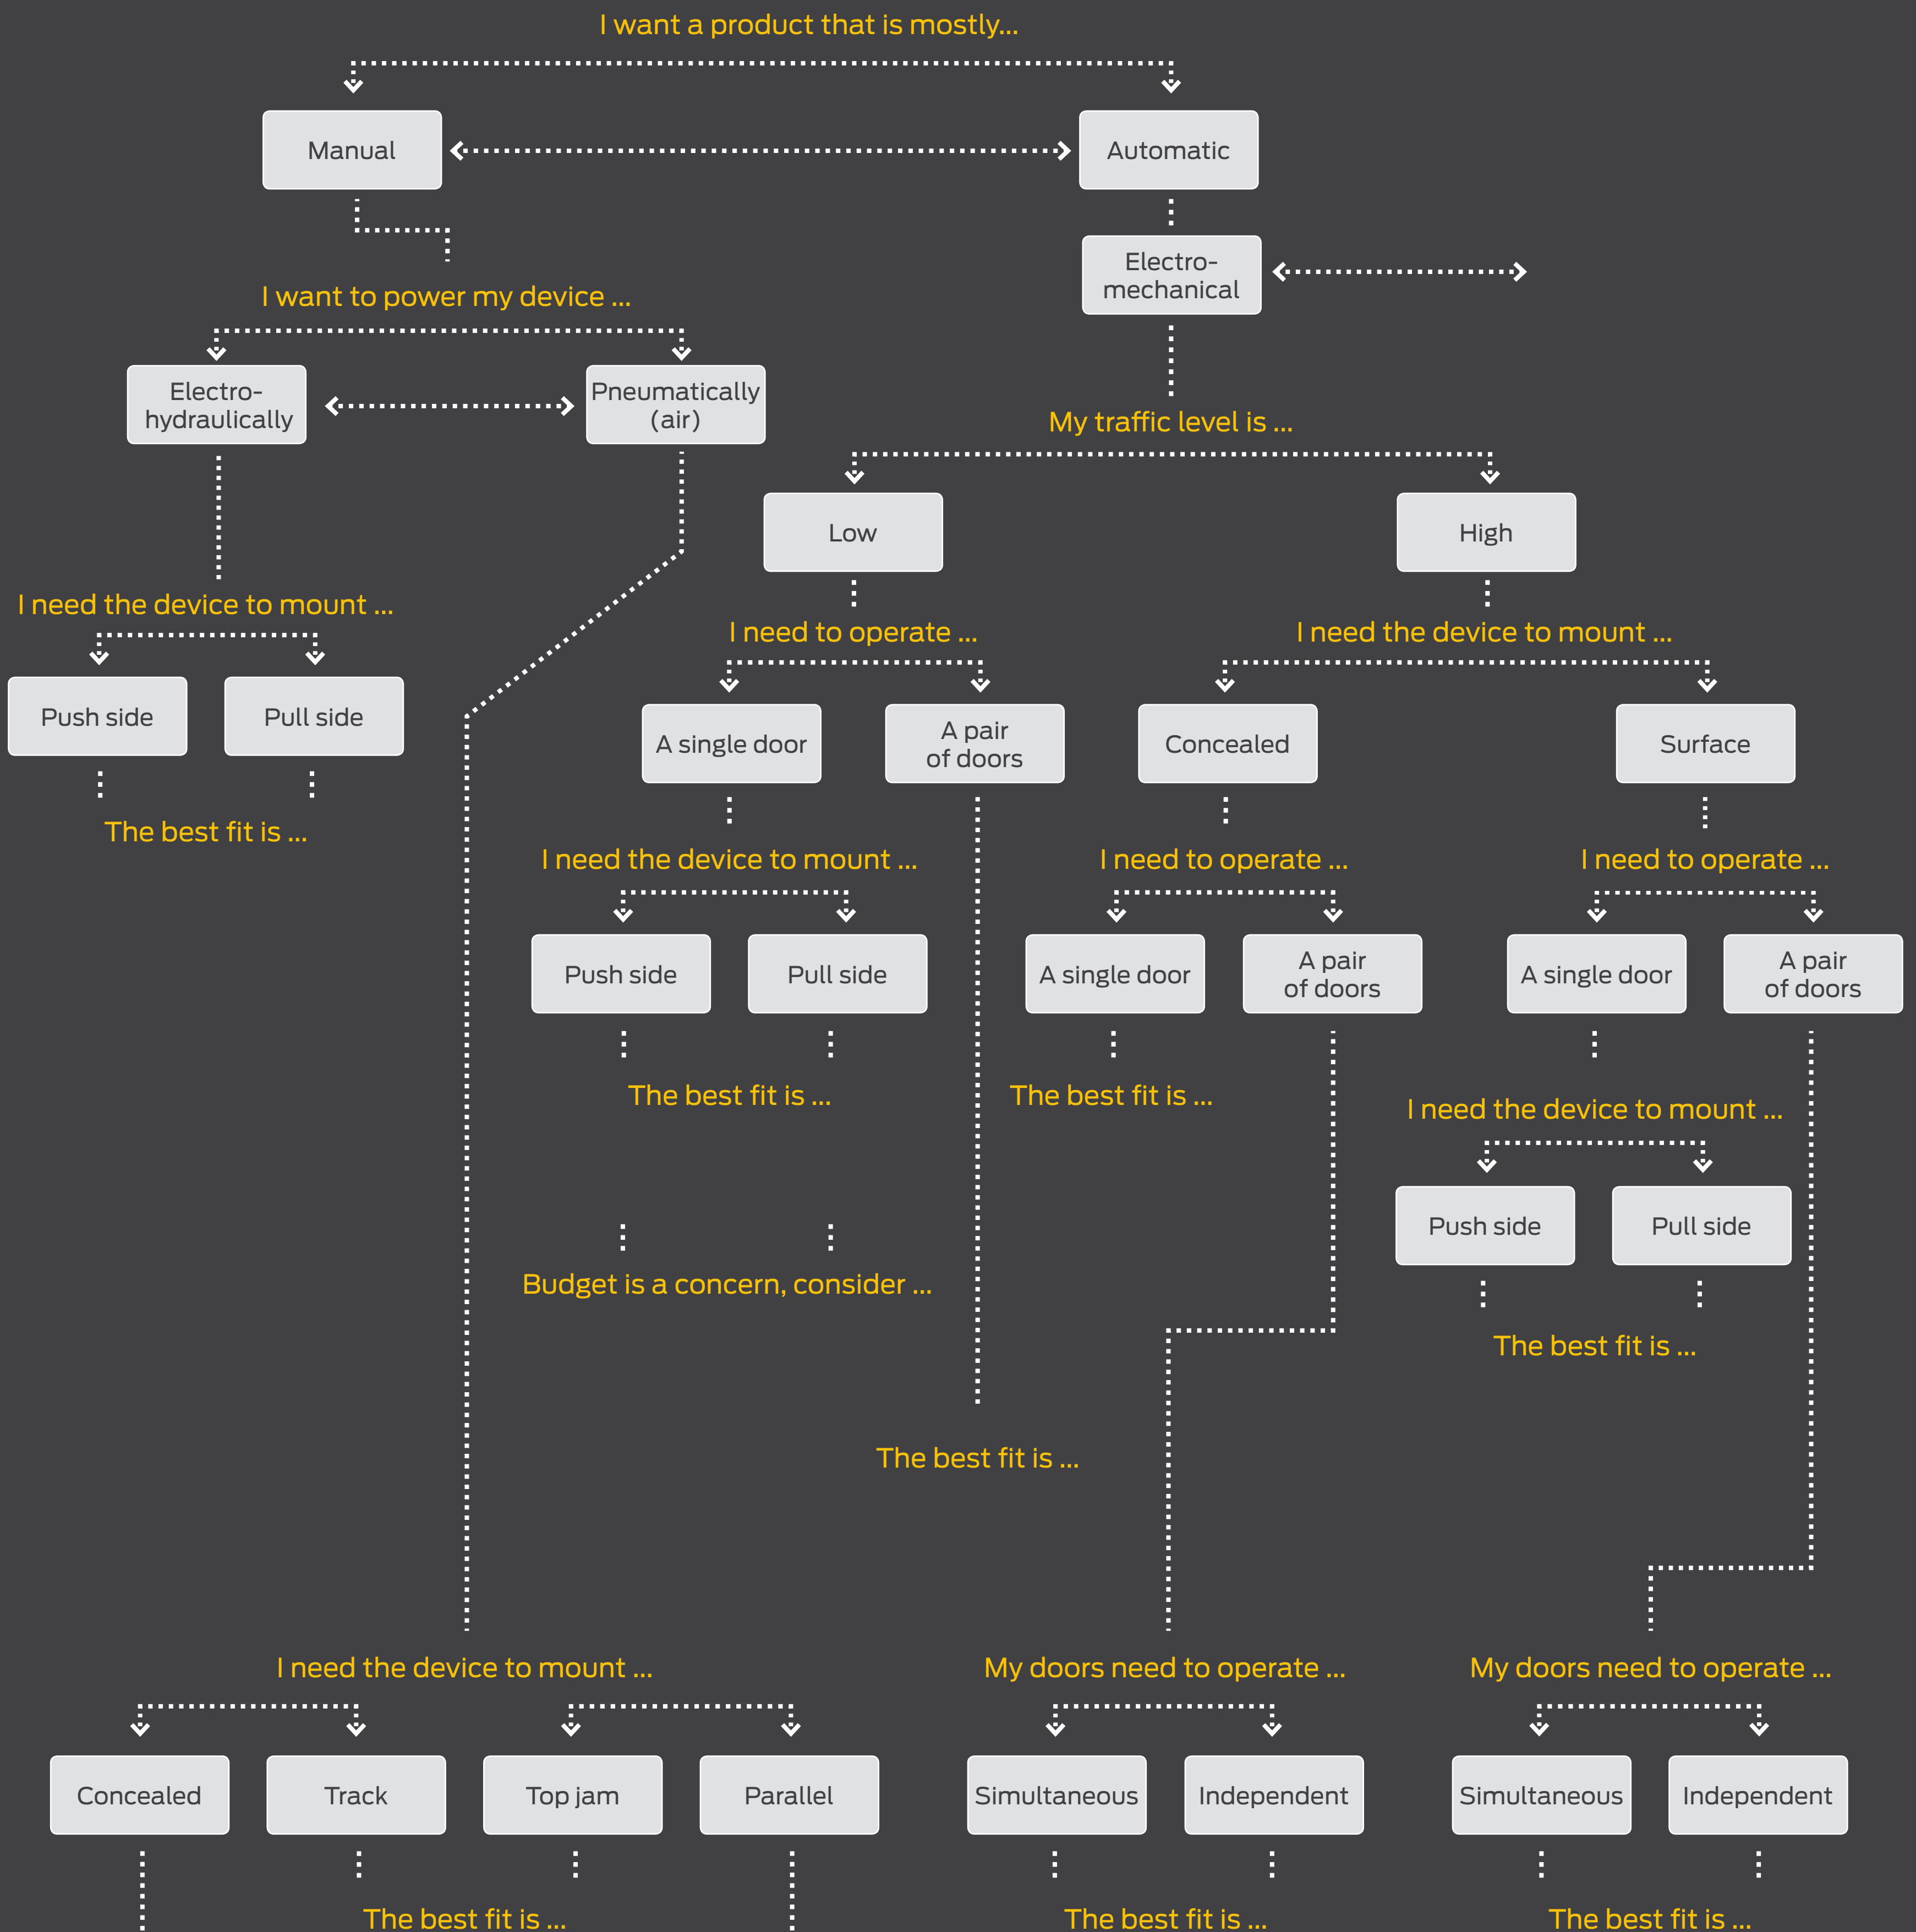 I want a product that is mostly...
Manual
Automatic
Electro-
mechanical
I want to power my device ...
Electro-
hydraulically
Pneumatically
(air)
My traffic level is ...
Low
High
I need the device to mount ...
I need to operate ...
I need the device to mount ...
Push side
Pull side
A single door
A pair
of doors
Concealed
Surface
The best fit is ...
I need the device to mount ...
I need to operate ...
I need to operate ...
Push side
Pull side
A single door
A pair
of doors
A single door
A pair
of doors
The best fit is ...
The best fit is ...
I need the device to mount ...
Push side
Pull side
Budget is a concern, consider ...
The best fit is ...
The best fit is ...
I need the device to mount ...
My doors need to operate ...
My doors need to operate ...
Concealed
Track
Top jam
Parallel
Simultaneous
Independent
Simultaneous
Independent
The best fit is ...
The best fit is ...
The best fit is ...